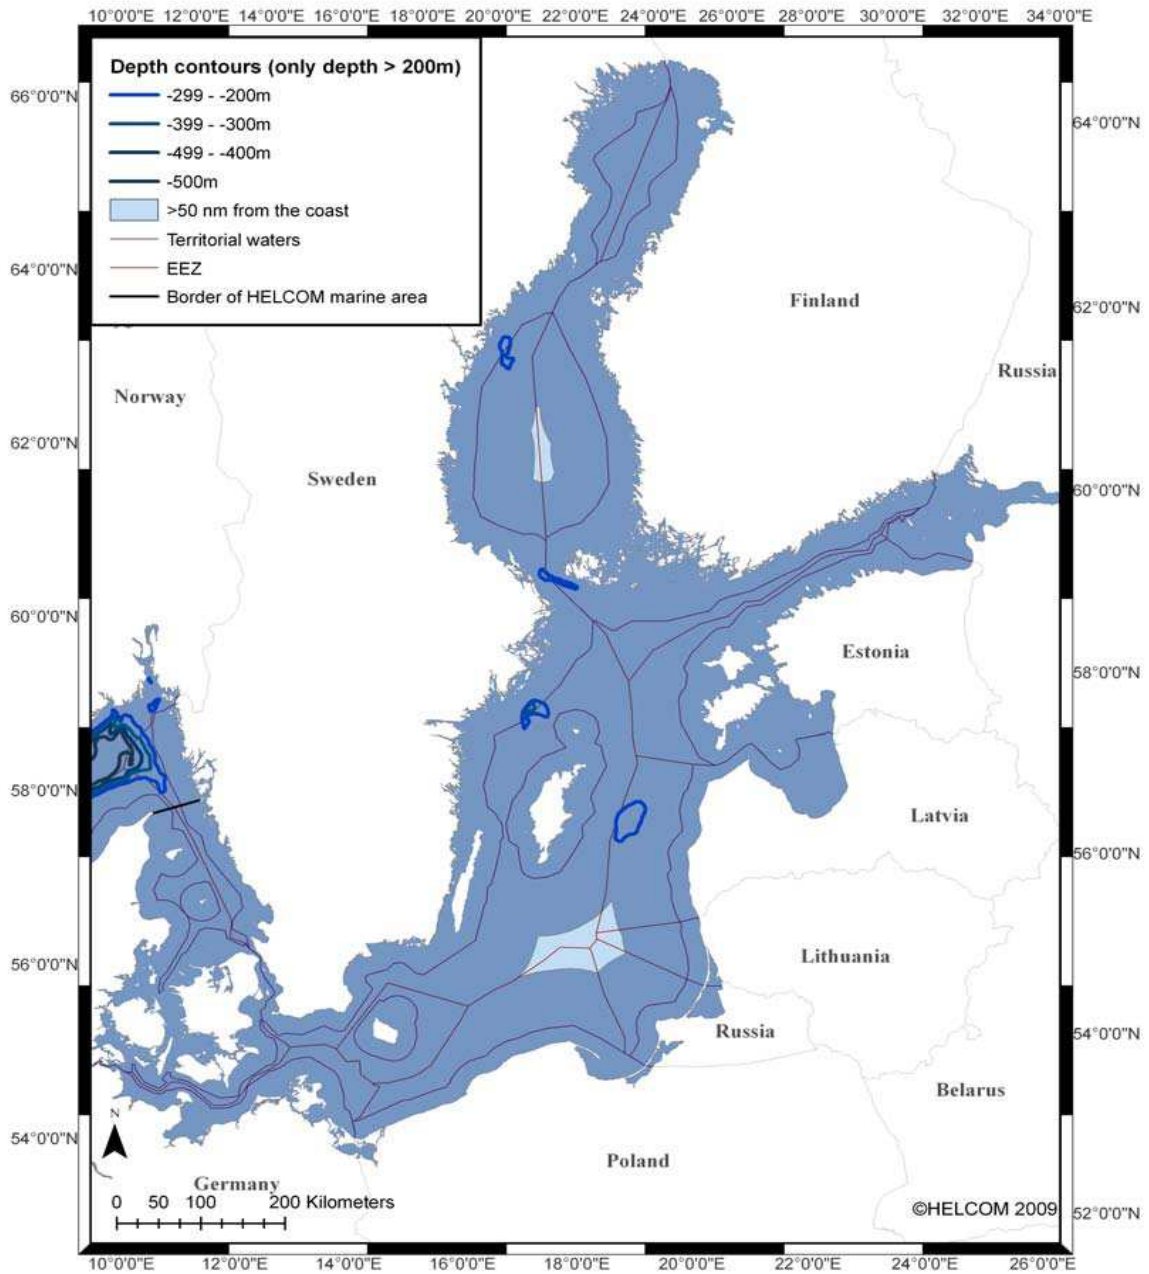 10°0'0"E 12°0'0"E 14°0'0"E 16°0'0"E 18°0'0"E 20°0'0"E 22°0'0"E 24°0'0"E 26°0'0"E 28°0'0"E 30°0'0"E 32°0'0"E 34°0'0"E
Depth contours (only depth > 200m)
-299 - -200m
-399 - -300m
-499 - -400m
-500m
>50 nm from the coast
Territorial waters
EEZ
Border of HELCOM marine area
66°0'0"N
64°0'0"N
64°0'0"N
62°0'0"N
Finland
Russia
Norway
62°0'0"N
Sweden
60°0'0"N
60°0'0"N
Estonia
58°0'0"N
58°0'0"N
Latvia
56°0'0"N
Lithuania
56°0'0"N
Russia
54°0'0"N
Belarus
N
54°0'0"N
Poland
Germany
0 50 100 200 Kilometers
©HELCOM 2009
52°0'0"N
10°0'0"E 12°0'0"E 14°0'0"E 16°0'0"E 18°0'0"E 20°0'0"E 22°0'0"E 24°0'0"E 26°0'0"E